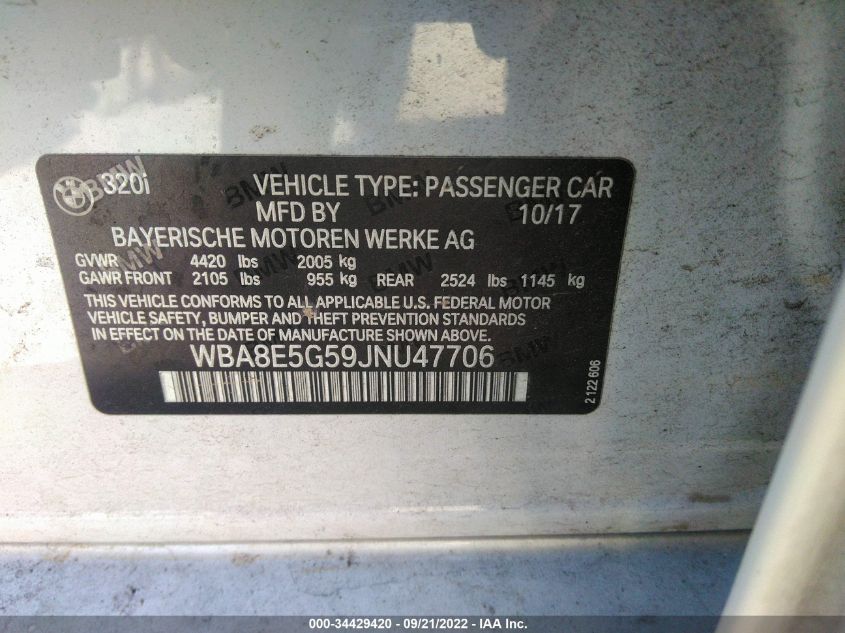 BMW 320i VEHICLE TYPE: PASSENGER CAR
MFD BY 10/17
BAYERISCHE MOTOREN WERKE AG
GVWR 4420 lbs 2005 kg
GAWR FRONT 2105 lbs 955 kg REAR 2524 lbs 1145 kg
THIS VEHICLE CONFORMS TO ALL APPLICABLE U.S. FEDERAL MOTOR
VEHICLE SAFETY, BUMPER AND THEFT PREVENTION STANDARDS
IN EFFECT ON THE DATE OF MANUFACTURE SHOWN ABOVE.
WBA8E5G59JNU47706
2 122 606
000-34429420 - 09/21/2022 - IAA Inc.